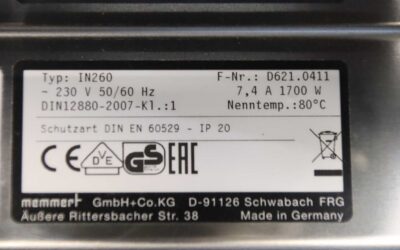 Typ: IN260 F-Nr.: D621.0411
~ 230 V 50/60 Hz 7,4 A 1700 W
DIN12880-2007-Kl.:1 Nenntemp.:80°C
Schutzart DIN EN 60529 - IP 20
CE DVE GS EAC
memmert GmbH+Co.KG D-91126 Schwabach FRG
Äußere Rittersbacher Str. 38 Made in Germany